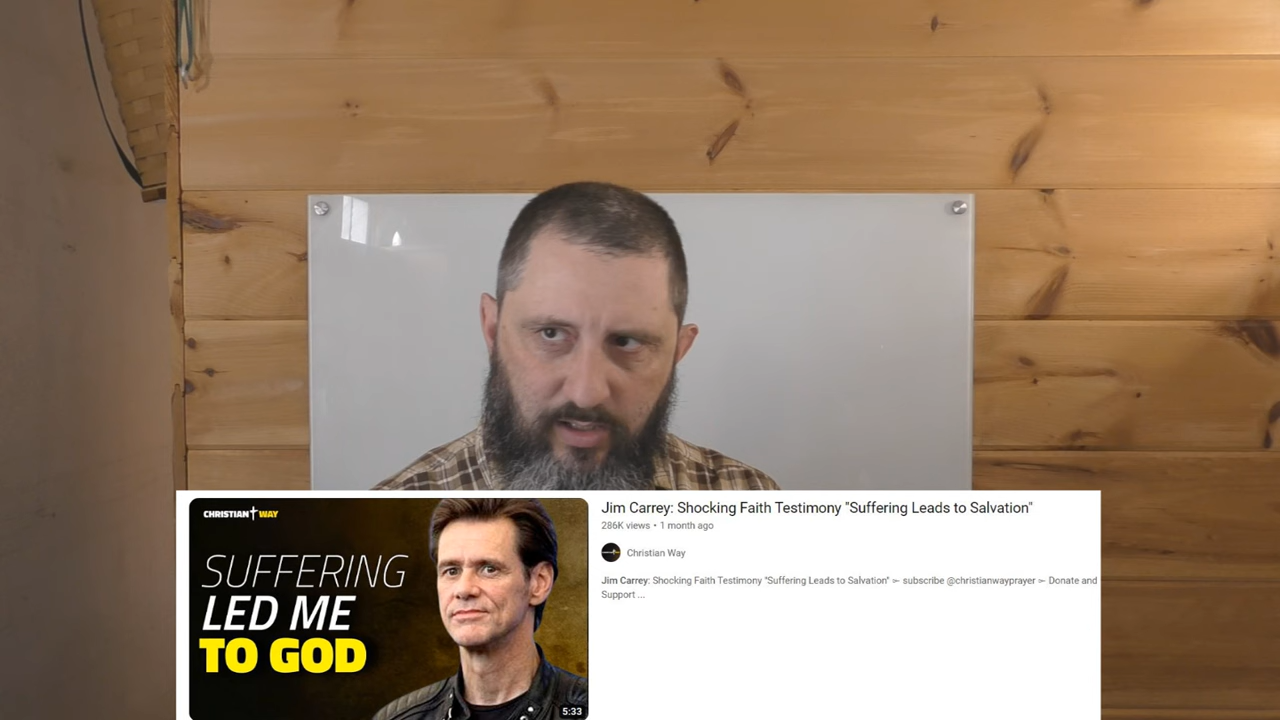 CHRISTIAN WAY
SUFFERING
LED ME
TO GOD
5:33
Jim Carrey: Shocking Faith Testimony "Suffering Leads to Salvation"
286K views • 1 month ago
Christian Way
Jim Carrey: Shocking Faith Testimony "Suffering Leads to Salvation" ➣ subscribe @christianwayprayer ➣ Donate and
Support ...